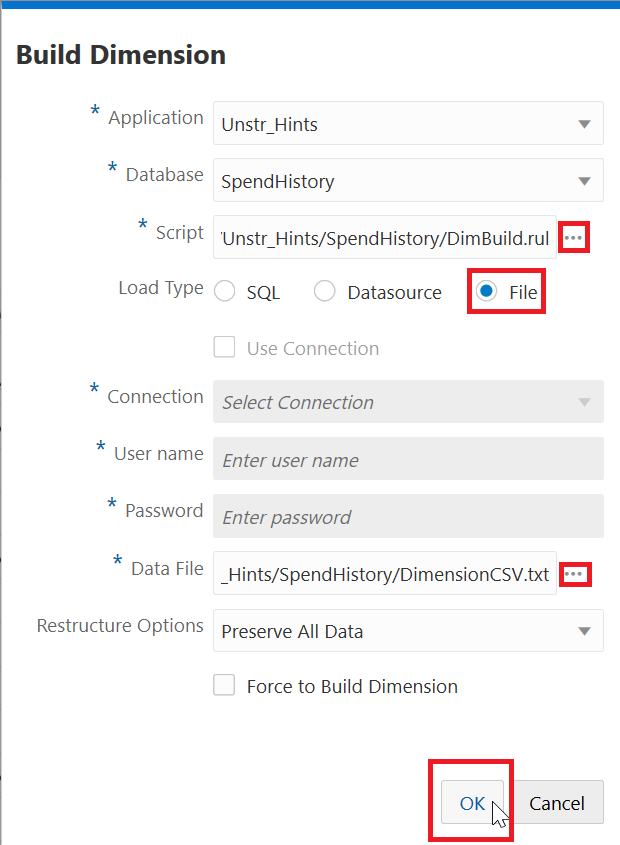 Build Dimension
* Application Unstr_Hints
* Database SpendHistory
* Script Unstr_Hints/SpendHistory/DimBuild.rul ...
Load Type SQL Datasource File
Use Connection
* Connection Select Connection
* User name Enter user name
* Password Enter password
* Data File _Hints/SpendHistory/DimensionCSV.txt ...
Restructure Options Preserve All Data
Force to Build Dimension
OK Cancel